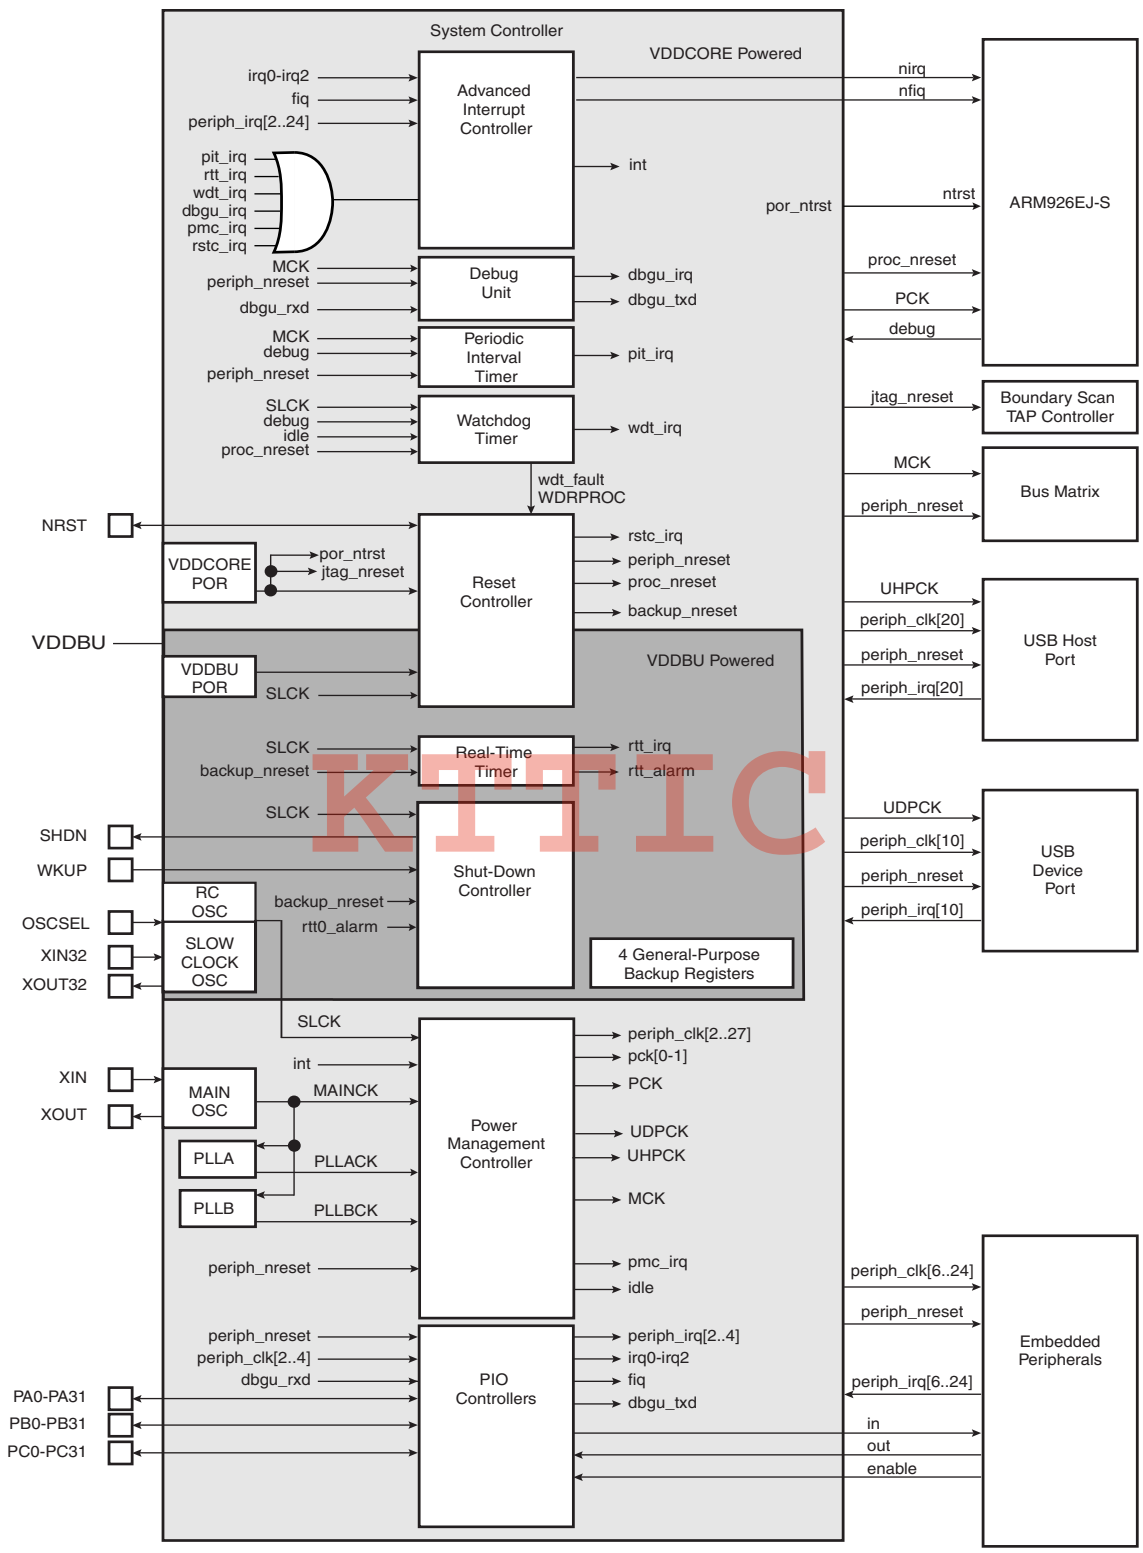 System Controller
VDDCORE Powered
irq0-irq2
fiq
periph_irq[2..24]
pit_irq
rtt_irq
wdt_irq
dbgu_irq
pmc_irq
rstc_irq
Advanced
Interrupt
Controller
int
nirq
nfiq
por_ntrst
ntrst
proc_nreset
PCK
debug
ARM926EJ-S
MCK
periph_nreset
dbgu_rxd
Debug
Unit
dbgu_irq
dbgu_txd
MCK
debug
periph_nreset
Periodic
Interval
Timer
pit_irq
SLCK
debug
idle
proc_nreset
Watchdog
Timer
wdt_irq
wdt_fault
WDRPROC
jtag_nreset
Boundary Scan
TAP Controller
MCK
periph_nreset
Bus Matrix
NRST
VDDCORE
POR
por_ntrst
jtag_nreset
Reset
Controller
rstc_irq
periph_nreset
proc_nreset
backup_nreset
VDDBU
VDDBU Powered
VDDBU
POR
SLCK
UHPCK
periph_clk[20]
periph_nreset
periph_irq[20]
USB Host
Port
SLCK
backup_nreset
Real-Time
Timer
rtt_irq
rtt_alarm
KTTIC
SLCK
SHDN
WKUP
backup_nreset
rtt0_alarm
Shut-Down
Controller
4 General-Purpose
Backup Registers
UDPCK
periph_clk[10]
periph_nreset
periph_irq[10]
USB
Device
Port
RC
OSC
OSCSEL
XIN32
XOUT32
SLOW
CLOCK
OSC
SLCK
int
XIN
XOUT
MAIN
OSC
MAINCK
PLLA
PLLACK
PLLB
PLLBCK
periph_nreset
Power
Management
Controller
periph_clk[2..27]
pck[0-1]
PCK
UDPCK
UHPCK
MCK
pmc_irq
idle
periph_nreset
periph_clk[2..4]
dbgu_rxd
PA0-PA31
PB0-PB31
PC0-PC31
PIO
Controllers
periph_irq[2..4]
irq0-irq2
fiq
dbgu_txd
periph_clk[6..24]
periph_nreset
periph_irq[6..24]
in
out
enable
Embedded
Peripherals